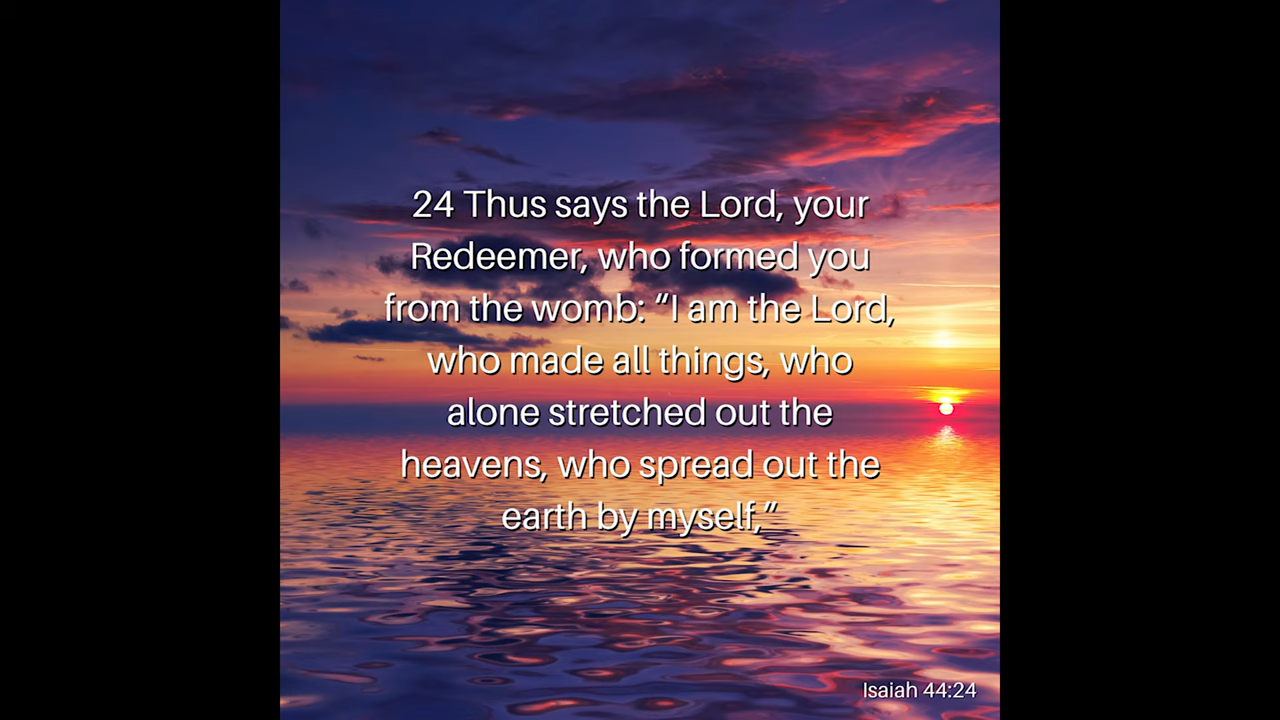 24 Thus says the Lord, your
Redeemer, who formed you
from the womb: “I am the Lord,
who made all things, who
alone stretched out the
heavens, who spread out the
earth by myself,”
Isaiah 44:24